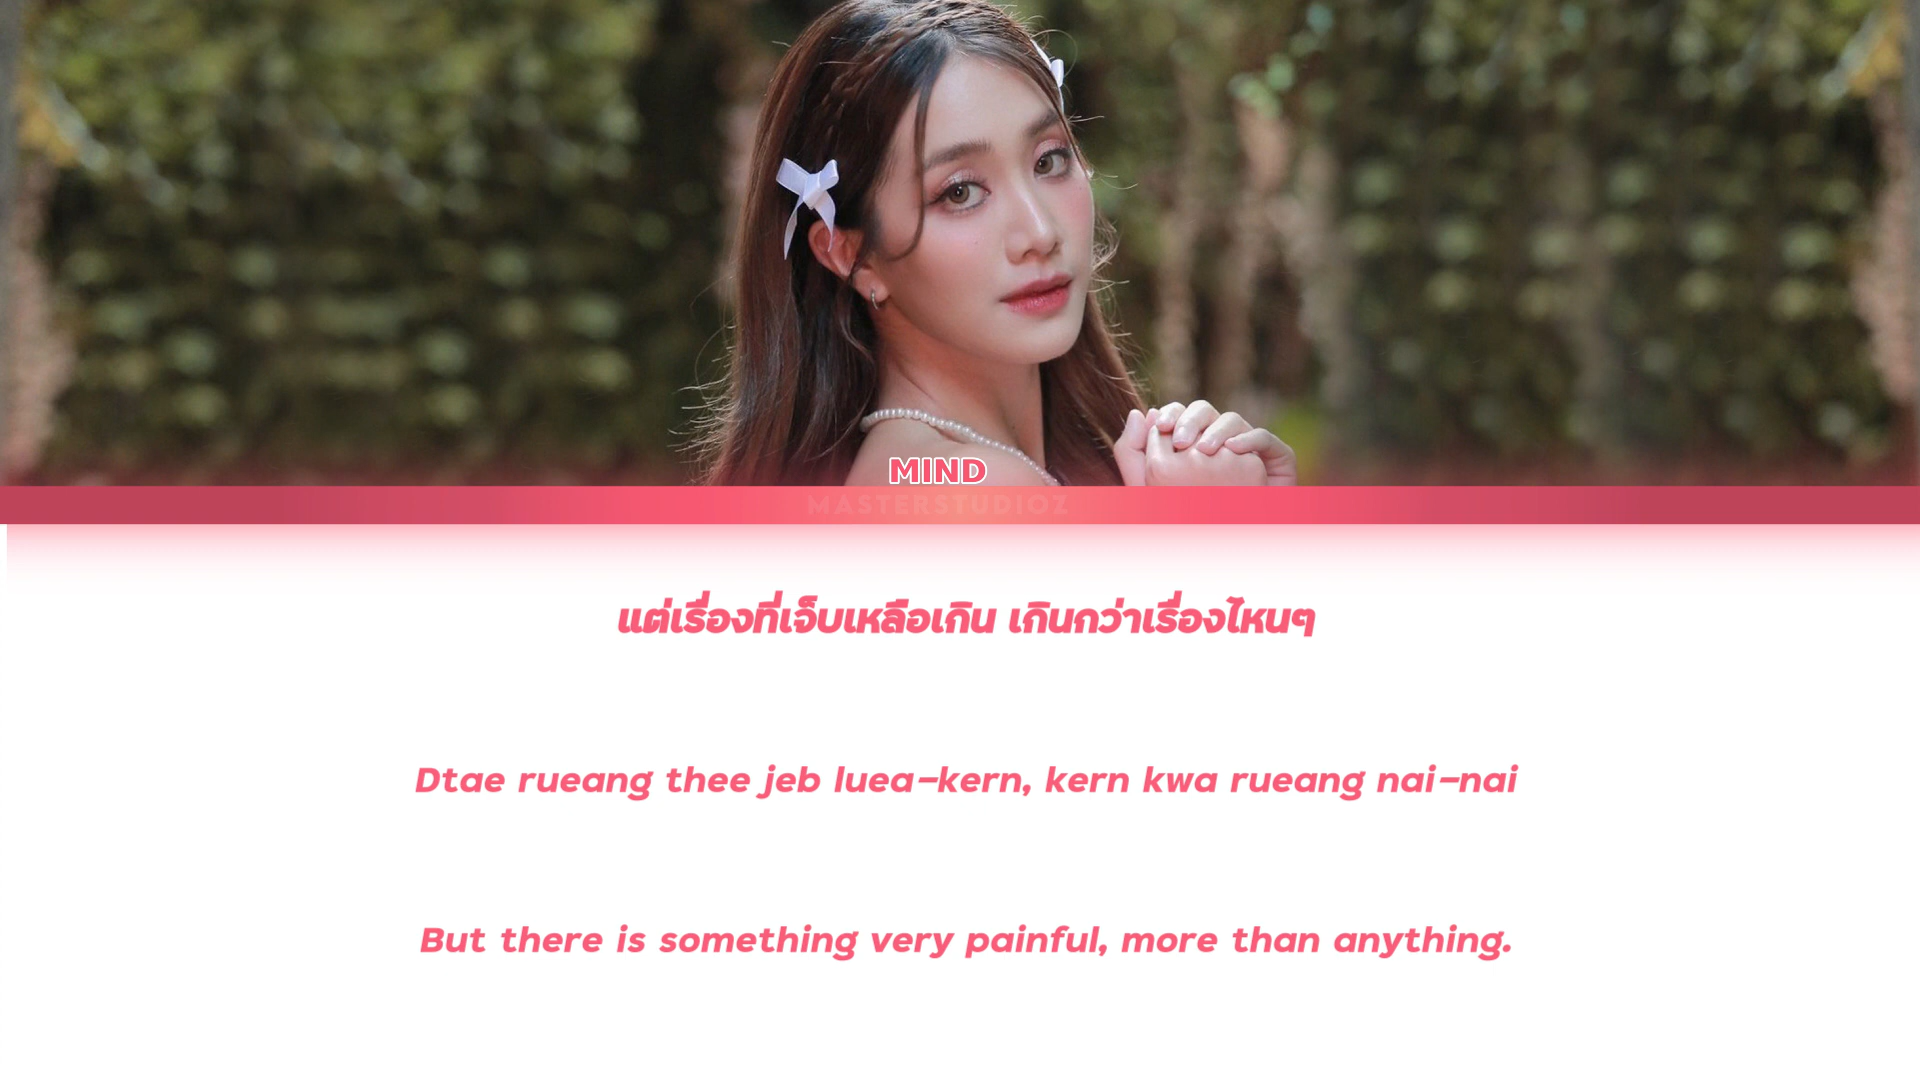 MIND
MASTERSTUDIOZ
แต่เรื่องที่เจ็บเหลือเกิน เกินกว่าเรื่องไหนๆ
Dtae rueang thee jeb luea-kern, kern kwa rueang nai-nai
But there is something very painful, more than anything.